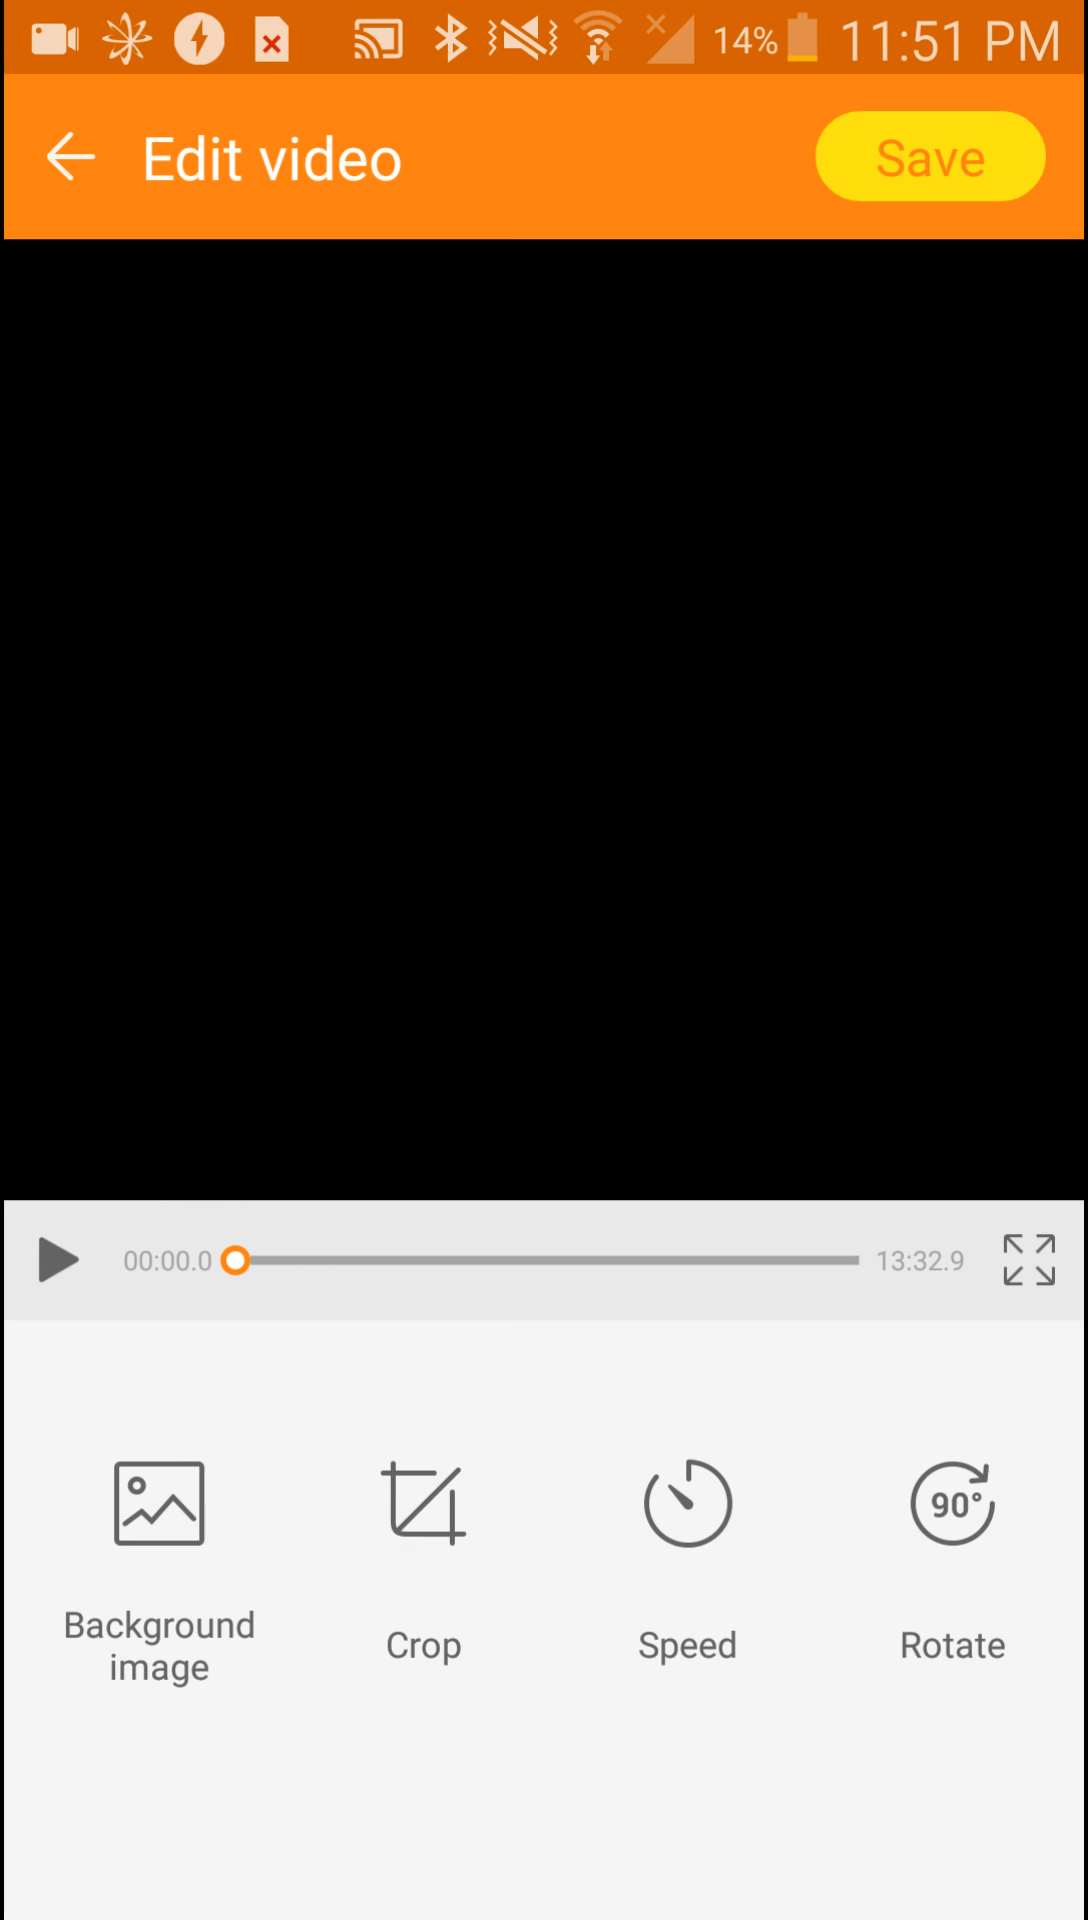 14% 11:51 PM
Edit video Save
00:00.0 13:32.9
90°
Background
image
Crop
Speed
Rotate